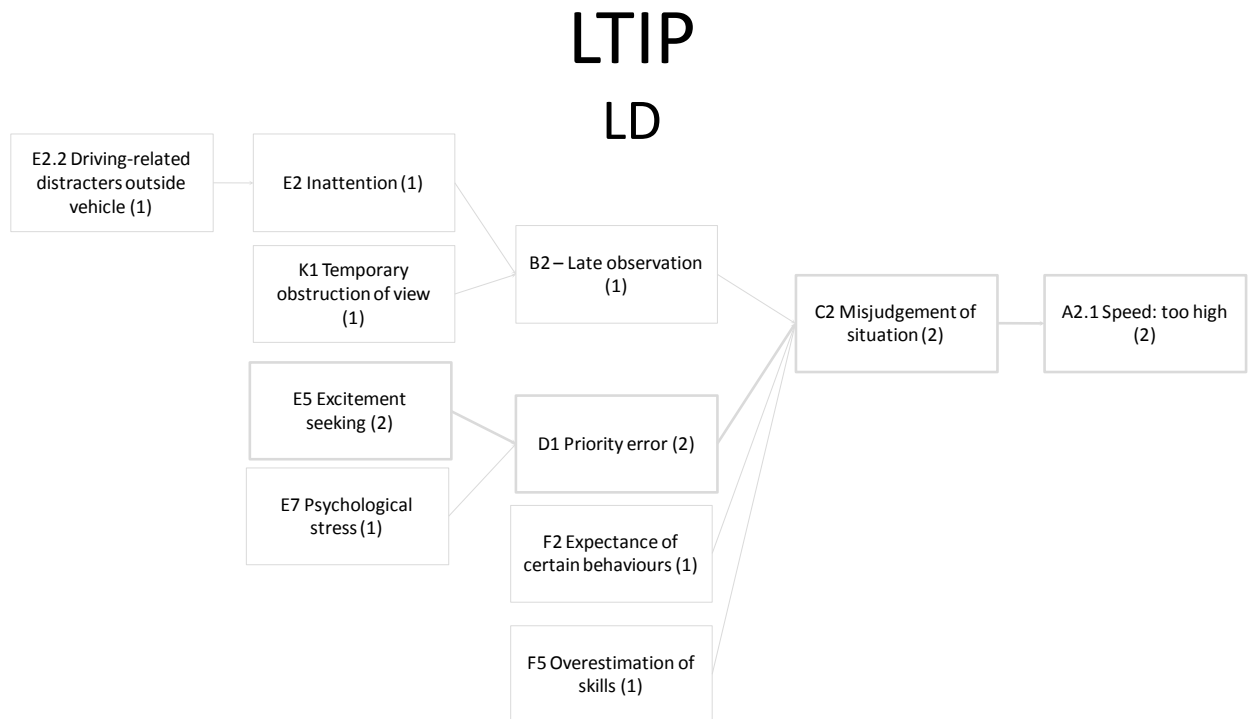 LTIP
LD
E2.2 Driving-related
distracters outside
vehicle (1)
E2 Inattention (1)
K1 Temporary
obstruction of view
(1)
B2 – Late observation
(1)
C2 Misjudgement of
situation (2)
A2.1 Speed: too high
(2)
E5 Excitement
seeking (2)
D1 Priority error (2)
E7 Psychological
stress (1)
F2 Expectance of
certain behaviours (1)
F5 Overestimation of
skills (1)